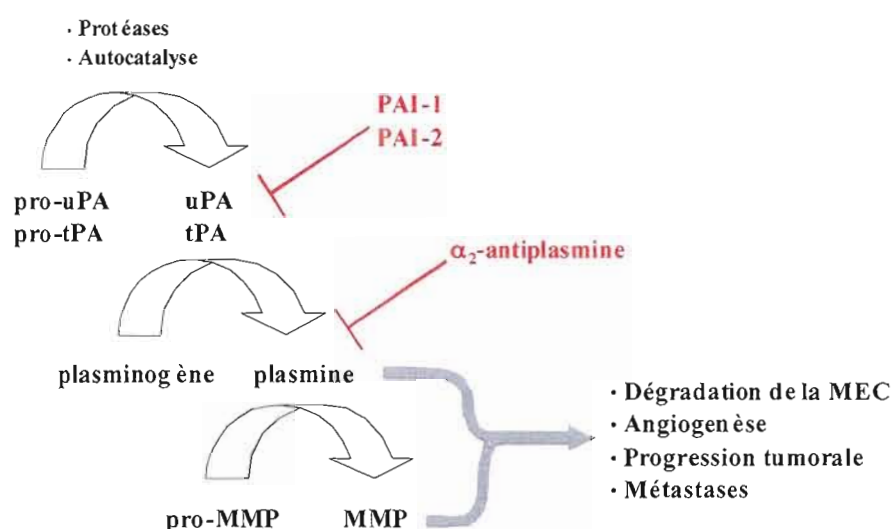 · Protéases
· Autocatalyse
PAI-1
PAI-2
pro-uPA uPA
pro-tPA tPA
α₂-antiplasmine
plasminogène plasmine
· Dégradation de la MEC
· Angiogenèse
· Progression tumorale
· Métastases
pro-MMP MMP